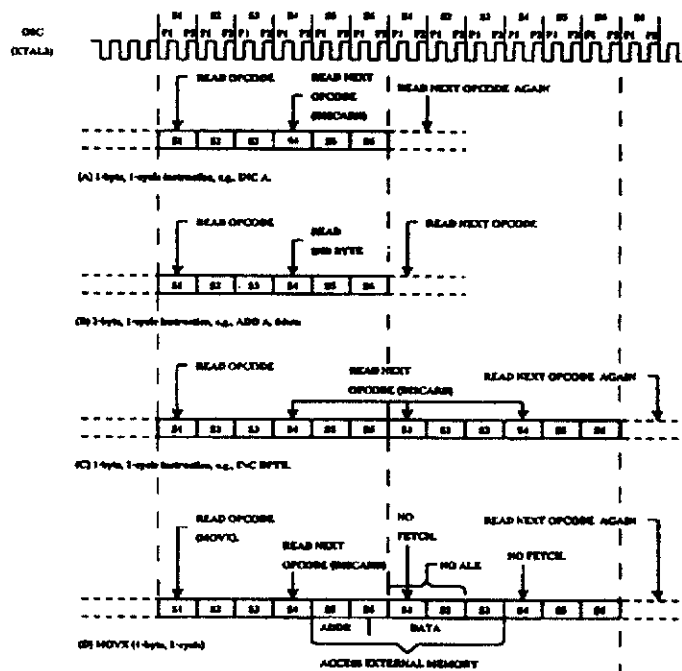 S1 S2 S3 S4 S5 S6 S1 S2 S3 S4 S5 S6 S1
OSC
(XTAL2)
P1 P2 P1 P2 P1 P2 P1 P2 P1 P2 P1 P2 P1 P2 P1 P2 P1 P2 P1 P2 P1 P2 P1 P2 P1 P2
READ OPCODE
READ NEXT
OPCODE
(DISCARD)
READ NEXT OPCODE AGAIN
S1 S2 S3 S4 S5 S6
(A) 1-byte, 1-cycle instruction, e.g., INC A.
READ OPCODE
READ
2ND BYTE
READ NEXT OPCODE
S1 S2 S3 S4 S5 S6
(B) 2-byte, 1-cycle instruction, e.g., ADD A, #data
READ OPCODE
READ NEXT
OPCODE (DISCARD)
READ NEXT OPCODE AGAIN
S1 S2 S3 S4 S5 S6 S1 S2 S3 S4 S5 S6
(C) 1-byte, 2-cycle instruction, e.g., INC DPTR.
READ OPCODE
(MOVX).
READ NEXT
OPCODE (DISCARD)
NO
FETCH.
NO ALE
NO FETCH.
READ NEXT OPCODE AGAIN
S1 S2 S3 S4 S5 S6 S1 S2 S3 S4 S5 S6
ADDR DATA
(D) MOVX (1-byte, 2-cycle)
ACCESS EXTERNAL MEMORY